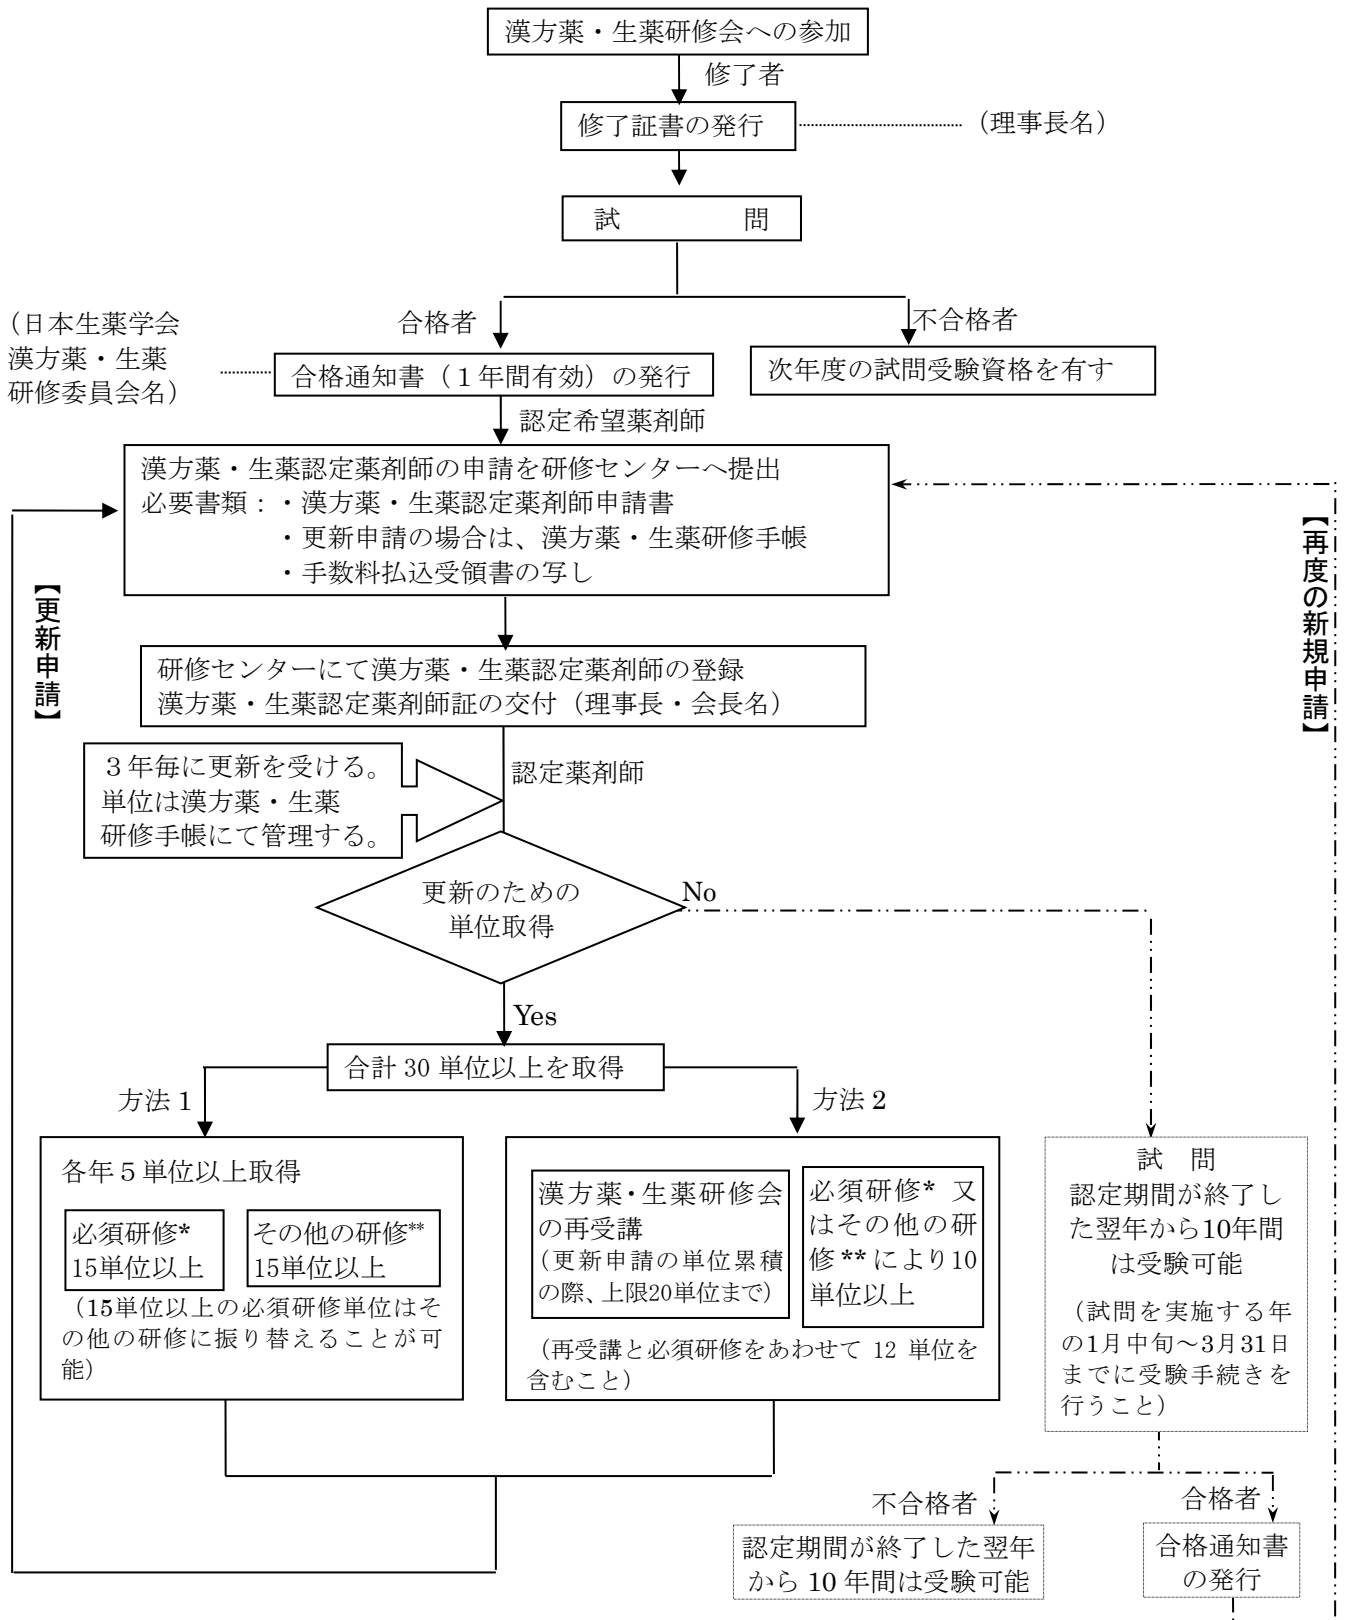 漢方薬・生薬研修会への参加
修了者
修了証書の発行
（理事長名）
試　　　　問
合格者
不合格者
（日本生薬学会
漢方薬・生薬
研修委員会名）
合格通知書（１年間有効）の発行
次年度の試問受験資格を有す
認定希望薬剤師
漢方薬・生薬認定薬剤師の申請を研修センターへ提出
必要書類：・漢方薬・生薬認定薬剤師申請書
・更新申請の場合は、漢方薬・生薬研修手帳
・手数料払込受領書の写し
【再度の新規申請】
【更新申請】
研修センターにて漢方薬・生薬認定薬剤師の登録
漢方薬・生薬認定薬剤師証の交付（理事長・会長名）
３年毎に更新を受ける。
単位は漢方薬・生薬
研修手帳にて管理する。
認定薬剤師
更新のための
単位取得
No
Yes
合計 30 単位以上を取得
方法 1
方法 2
各年５単位以上取得
必須研修*
15単位以上
その他の研修**
15単位以上
（15単位以上の必須研修単位はそ
の他の研修に振り替えることが可
能）
漢方薬・生薬研修会
の再受講
（更新申請の単位累積
の際、上限20単位まで）
必須研修* 又
はその他の研
修**により10
単位以上
（再受講と必須研修をあわせて 12 単位を
含むこと）
試　問
認定期間が終了し
た翌年から10年間
は受験可能
（試問を実施する年
の1月中旬～3月31日
までに受験手続きを
行うこと）
不合格者
合格者
認定期間が終了した翌年
から 10 年間は受験可能
合格通知書
の発行